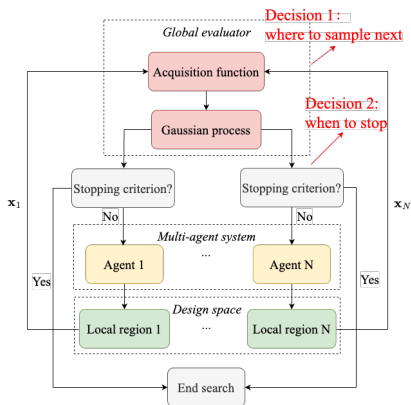 Decision 1:
where to sample next
Global evaluator
Acquisition function
Decision 2:
when to stop
Gaussian process
Stopping criterion?
Stopping criterion?
x₁
No
No
x_N
Multi-agent system
Yes
Agent 1
...
Agent N
Yes
Design space
Local region 1
...
Local region N
End search